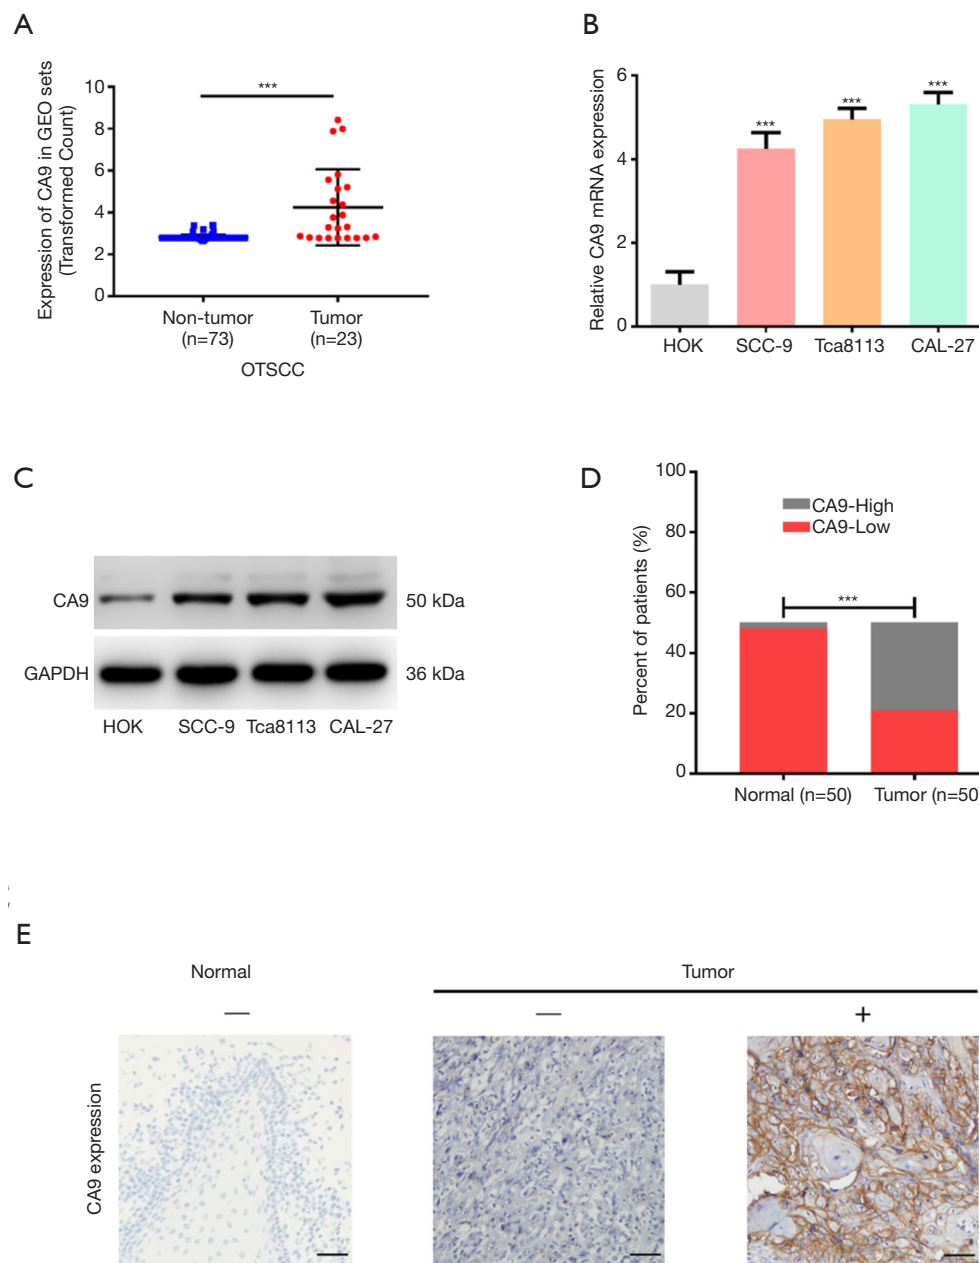 A
Expression of CA9 in GEO sets
(Transformed Count)
10
8
6
4
2
0
***
Non-tumor
(n=73)
Tumor
(n=23)
OTSCC
B
Relative CA9 mRNA expression
6
4
2
0
***
***
***
HOK
SCC-9
Tca8113
CAL-27
C
CA9
50 kDa
GAPDH
36 kDa
HOK
SCC-9
Tca8113
CAL-27
D
Percent of patients (%)
100
80
60
40
20
0
CA9-High
CA9-Low
***
Normal (n=50)
Tumor (n=50)
E
Normal
Tumor
—
—
+
CA9 expression